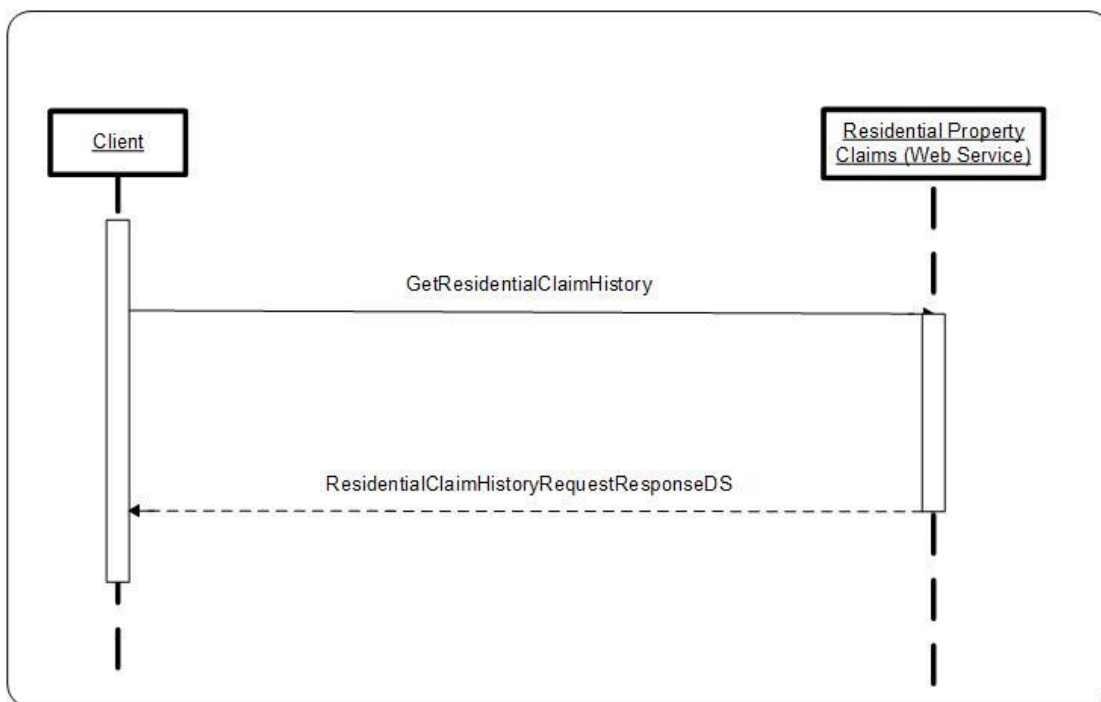 Client
Residential Property
Claims (Web Service)
GetResidentialClaimHistory
ResidentialClaimHistoryRequestResponseDS